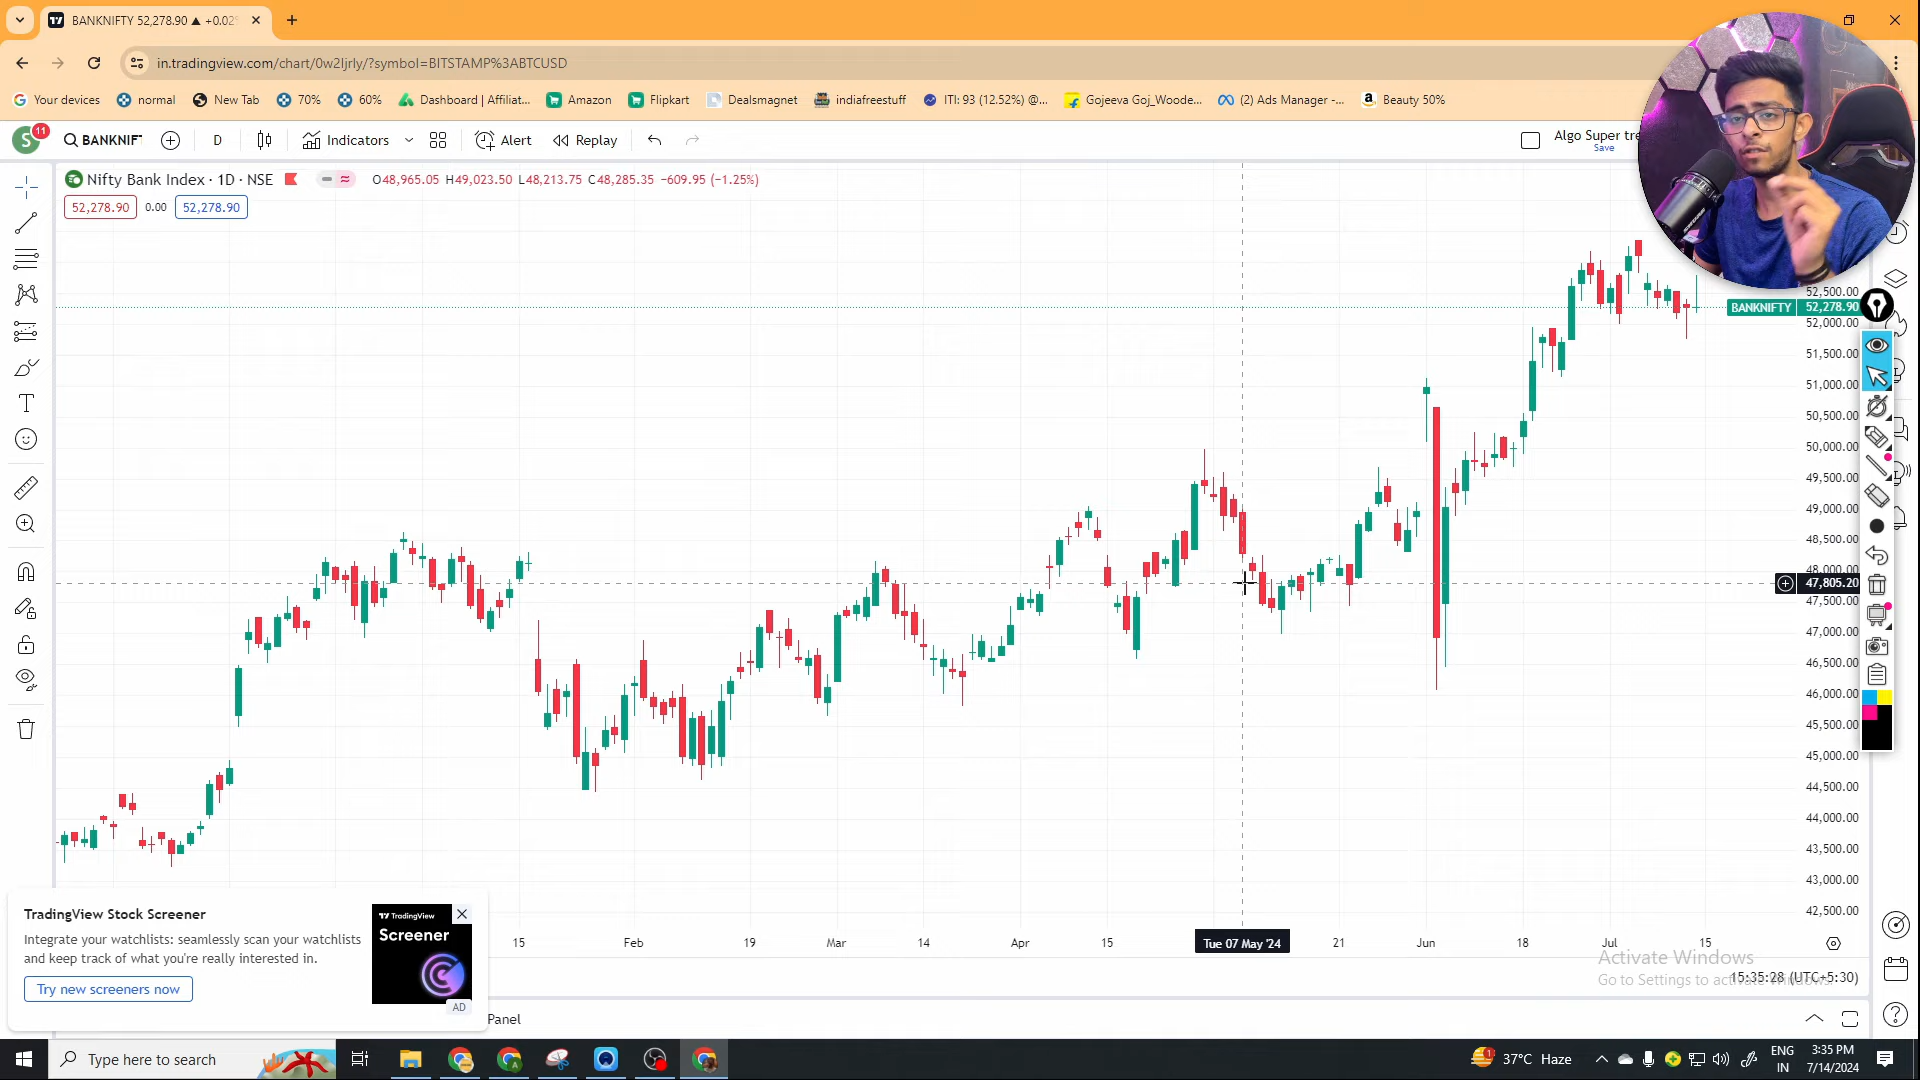 BANKNIFTY 52,278.90 ▲ +0.02%
in.tradingview.com/chart/0w2ljrly/?symbol=BITSTAMP%3ABTCUSD
Your devices normal New Tab 70% 60% Dashboard | Affiliat... Amazon Flipkart Dealsmagnet indiafreestuff ITI: 93 (12.52%) @... Gojeeva Goj_Woode... (2) Ads Manager -... Beauty 50%
S 11 BANKNIF D Indicators Alert Replay Algo Super tre
Save
Nifty Bank Index · 1D · NSE O48,965.05 H49,023.50 L48,213.75 C48,285.35 −609.95 (−1.25%)
52,278.90 0.00 52,278.90
52,500.00
BANKNIFTY 52,278.90
52,000.00
51,500.00
51,000.00
50,500.00
50,000.00
49,500.00
49,000.00
48,500.00
48,000.00
47,805.20
47,500.00
47,000.00
46,500.00
46,000.00
45,500.00
45,000.00
44,500.00
44,000.00
43,500.00
43,000.00
42,500.00
15 Feb 19 Mar 14 Apr 15 Tue 07 May '24 21 Jun 18 Jul 15
TradingView Stock Screener
Integrate your watchlists: seamlessly scan your watchlists
and keep track of what you're really interested in.
Try new screeners now
TradingView
Screener
AD
Activate Windows
Go to Settings to activate Windows.
15:35:28 (UTC+5:30)
Panel
Type here to search
37°C Haze
ENG
IN
3:35 PM
7/14/2024